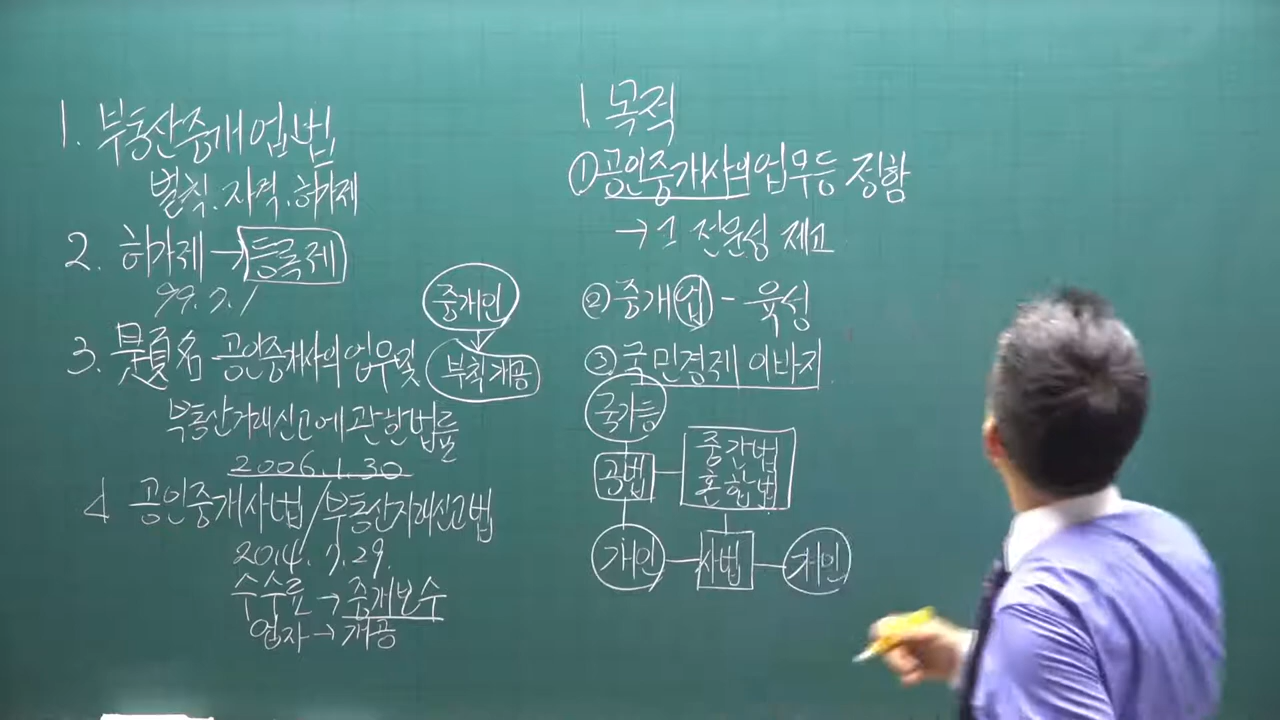 1. 부동산중개업법
벌칙. 자격. 허가제
2. 허가제 → 등록제
99. 7. 1
3. 題名 공인중개사의 업무 및
부동산거래신고에 관한 법률
2006. 1. 30
4 공인중개사법 / 부동산거래신고법
2014. 7. 29.
수수료 → 중개보수
업자 → 개공
중개인
부칙개공
1. 목적
① 공인중개사의 업무등 정함
→ 그 전문성 제고
② 중개업 - 육성
③ 국민경제 이바지
국가등
공법
중간법
혼합법
개인
사법
개인